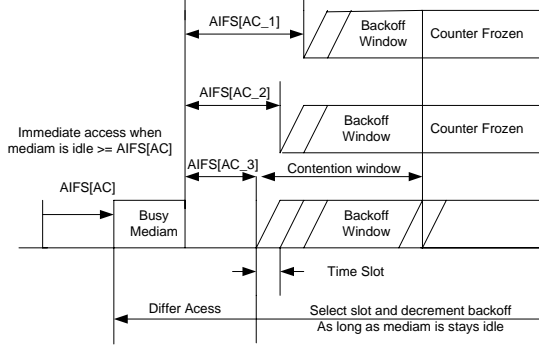 AIFS[AC_1]
Backoff
Window
Counter Frozen
AIFS[AC_2]
Backoff
Window
Counter Frozen
Immediate access when
mediam is idle >= AIFS[AC]
AIFS[AC_3]
Contention window
AIFS[AC]
Busy
Mediam
Backoff
Window
Time Slot
Differ Acess
Select slot and decrement backoff
As long as mediam is stays idle